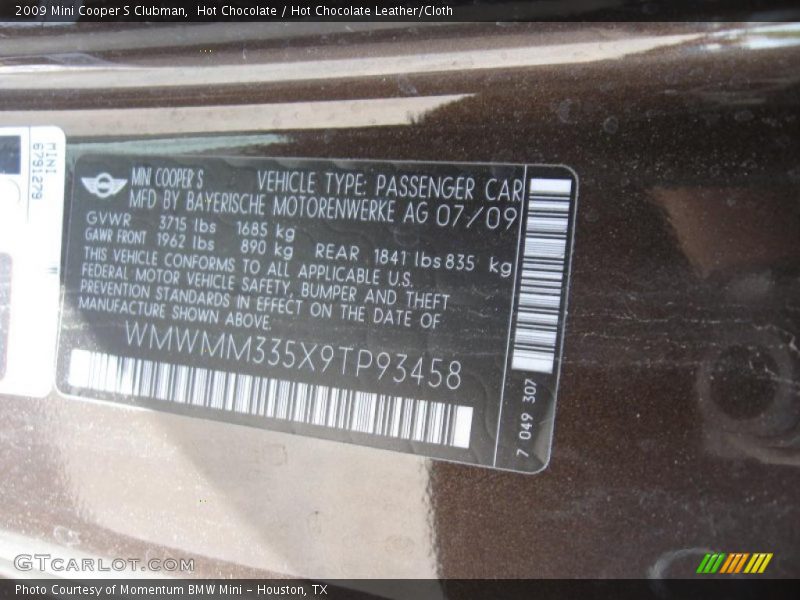 2009 Mini Cooper S Clubman,  Hot Chocolate / Hot Chocolate Leather/Cloth
MINI
6791279
MINI COOPER S VEHICLE TYPE: PASSENGER CAR
MFD BY BAYERISCHE MOTORENWERKE AG 07/09
GVWR 3715 lbs 1685 kg
GAWR FRONT 1962 lbs 890 kg REAR 1841 lbs 835 kg
THIS VEHICLE CONFORMS TO ALL APPLICABLE U.S.
FEDERAL MOTOR VEHICLE SAFETY, BUMPER AND THEFT
PREVENTION STANDARDS IN EFFECT ON THE DATE OF
MANUFACTURE SHOWN ABOVE.
WMWMM335X9TP93458
7 049 307
GTCARLOT.COM
Photo Courtesy of Momentum BMW Mini - Houston, TX